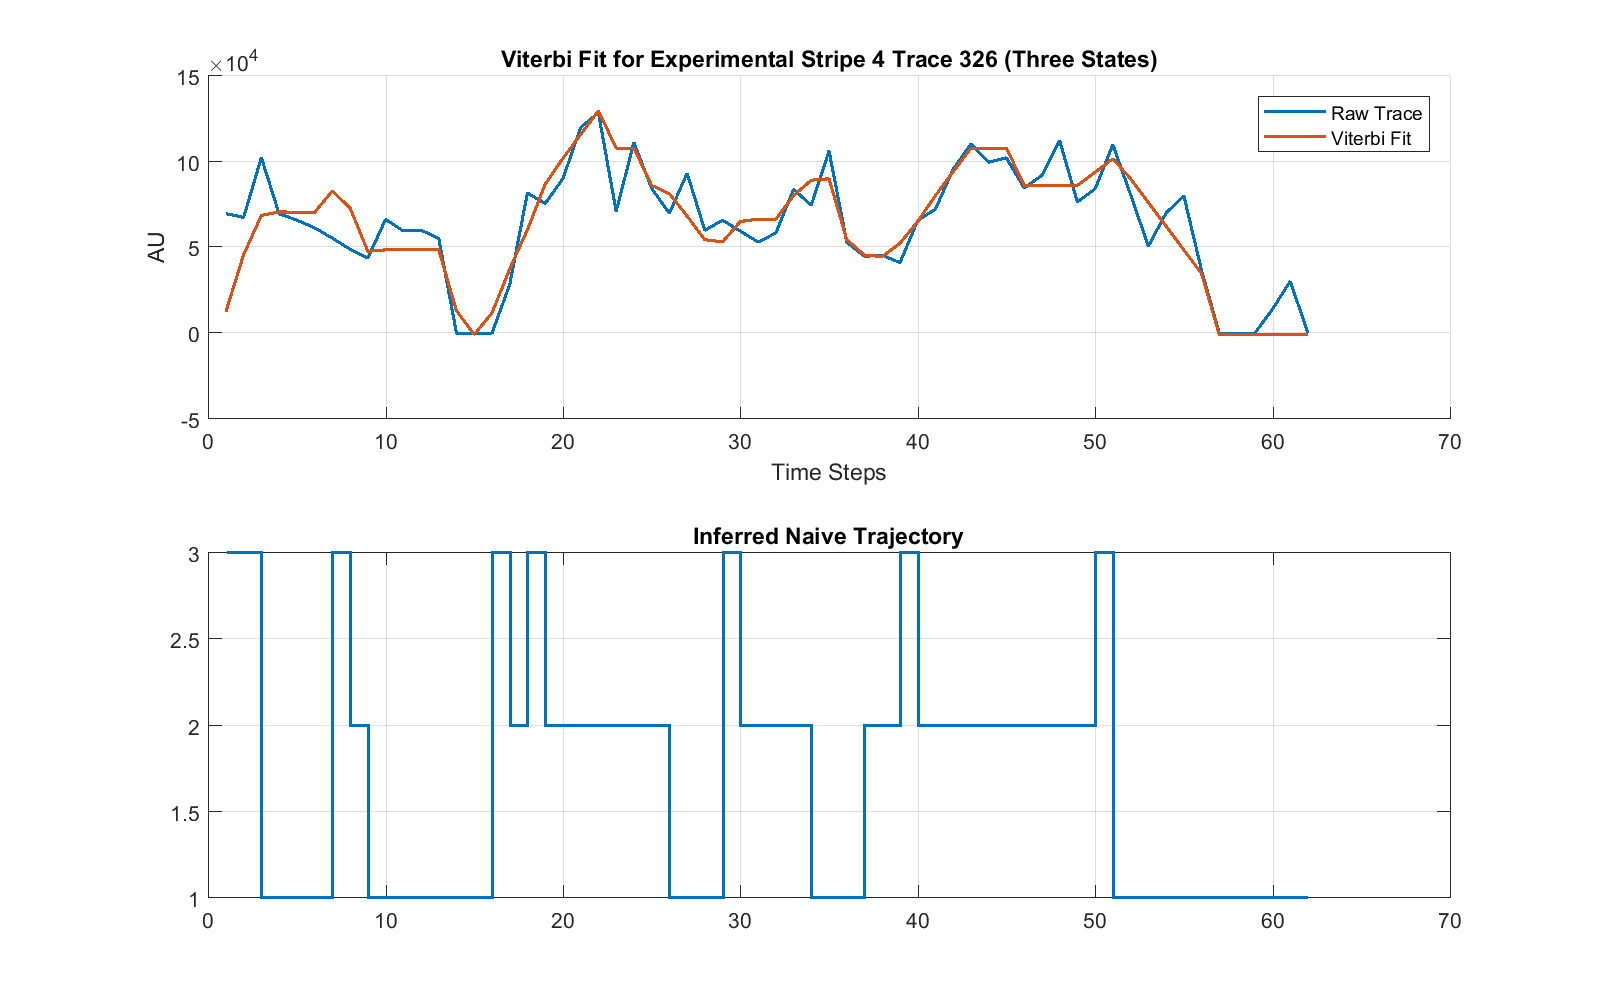 Viterbi Fit for Experimental Stripe 4 Trace 326 (Three States)
×10⁴
15
10
5
0
-5
AU
Raw Trace
Viterbi Fit
0 10 20 30 40 50 60 70
Time Steps
Inferred Naive Trajectory
3
2.5
2
1.5
1
0 10 20 30 40 50 60 70